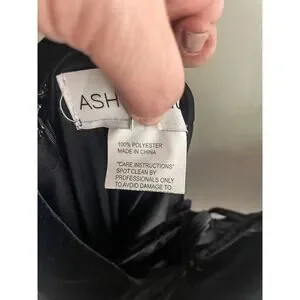 ASH
100% POLYESTER
MADE IN CHINA
"CARE INSTRUCTIONS"
SPOT CLEAN BY
PROFESSIONALS ONLY
TO AVOID DAMAGE TO